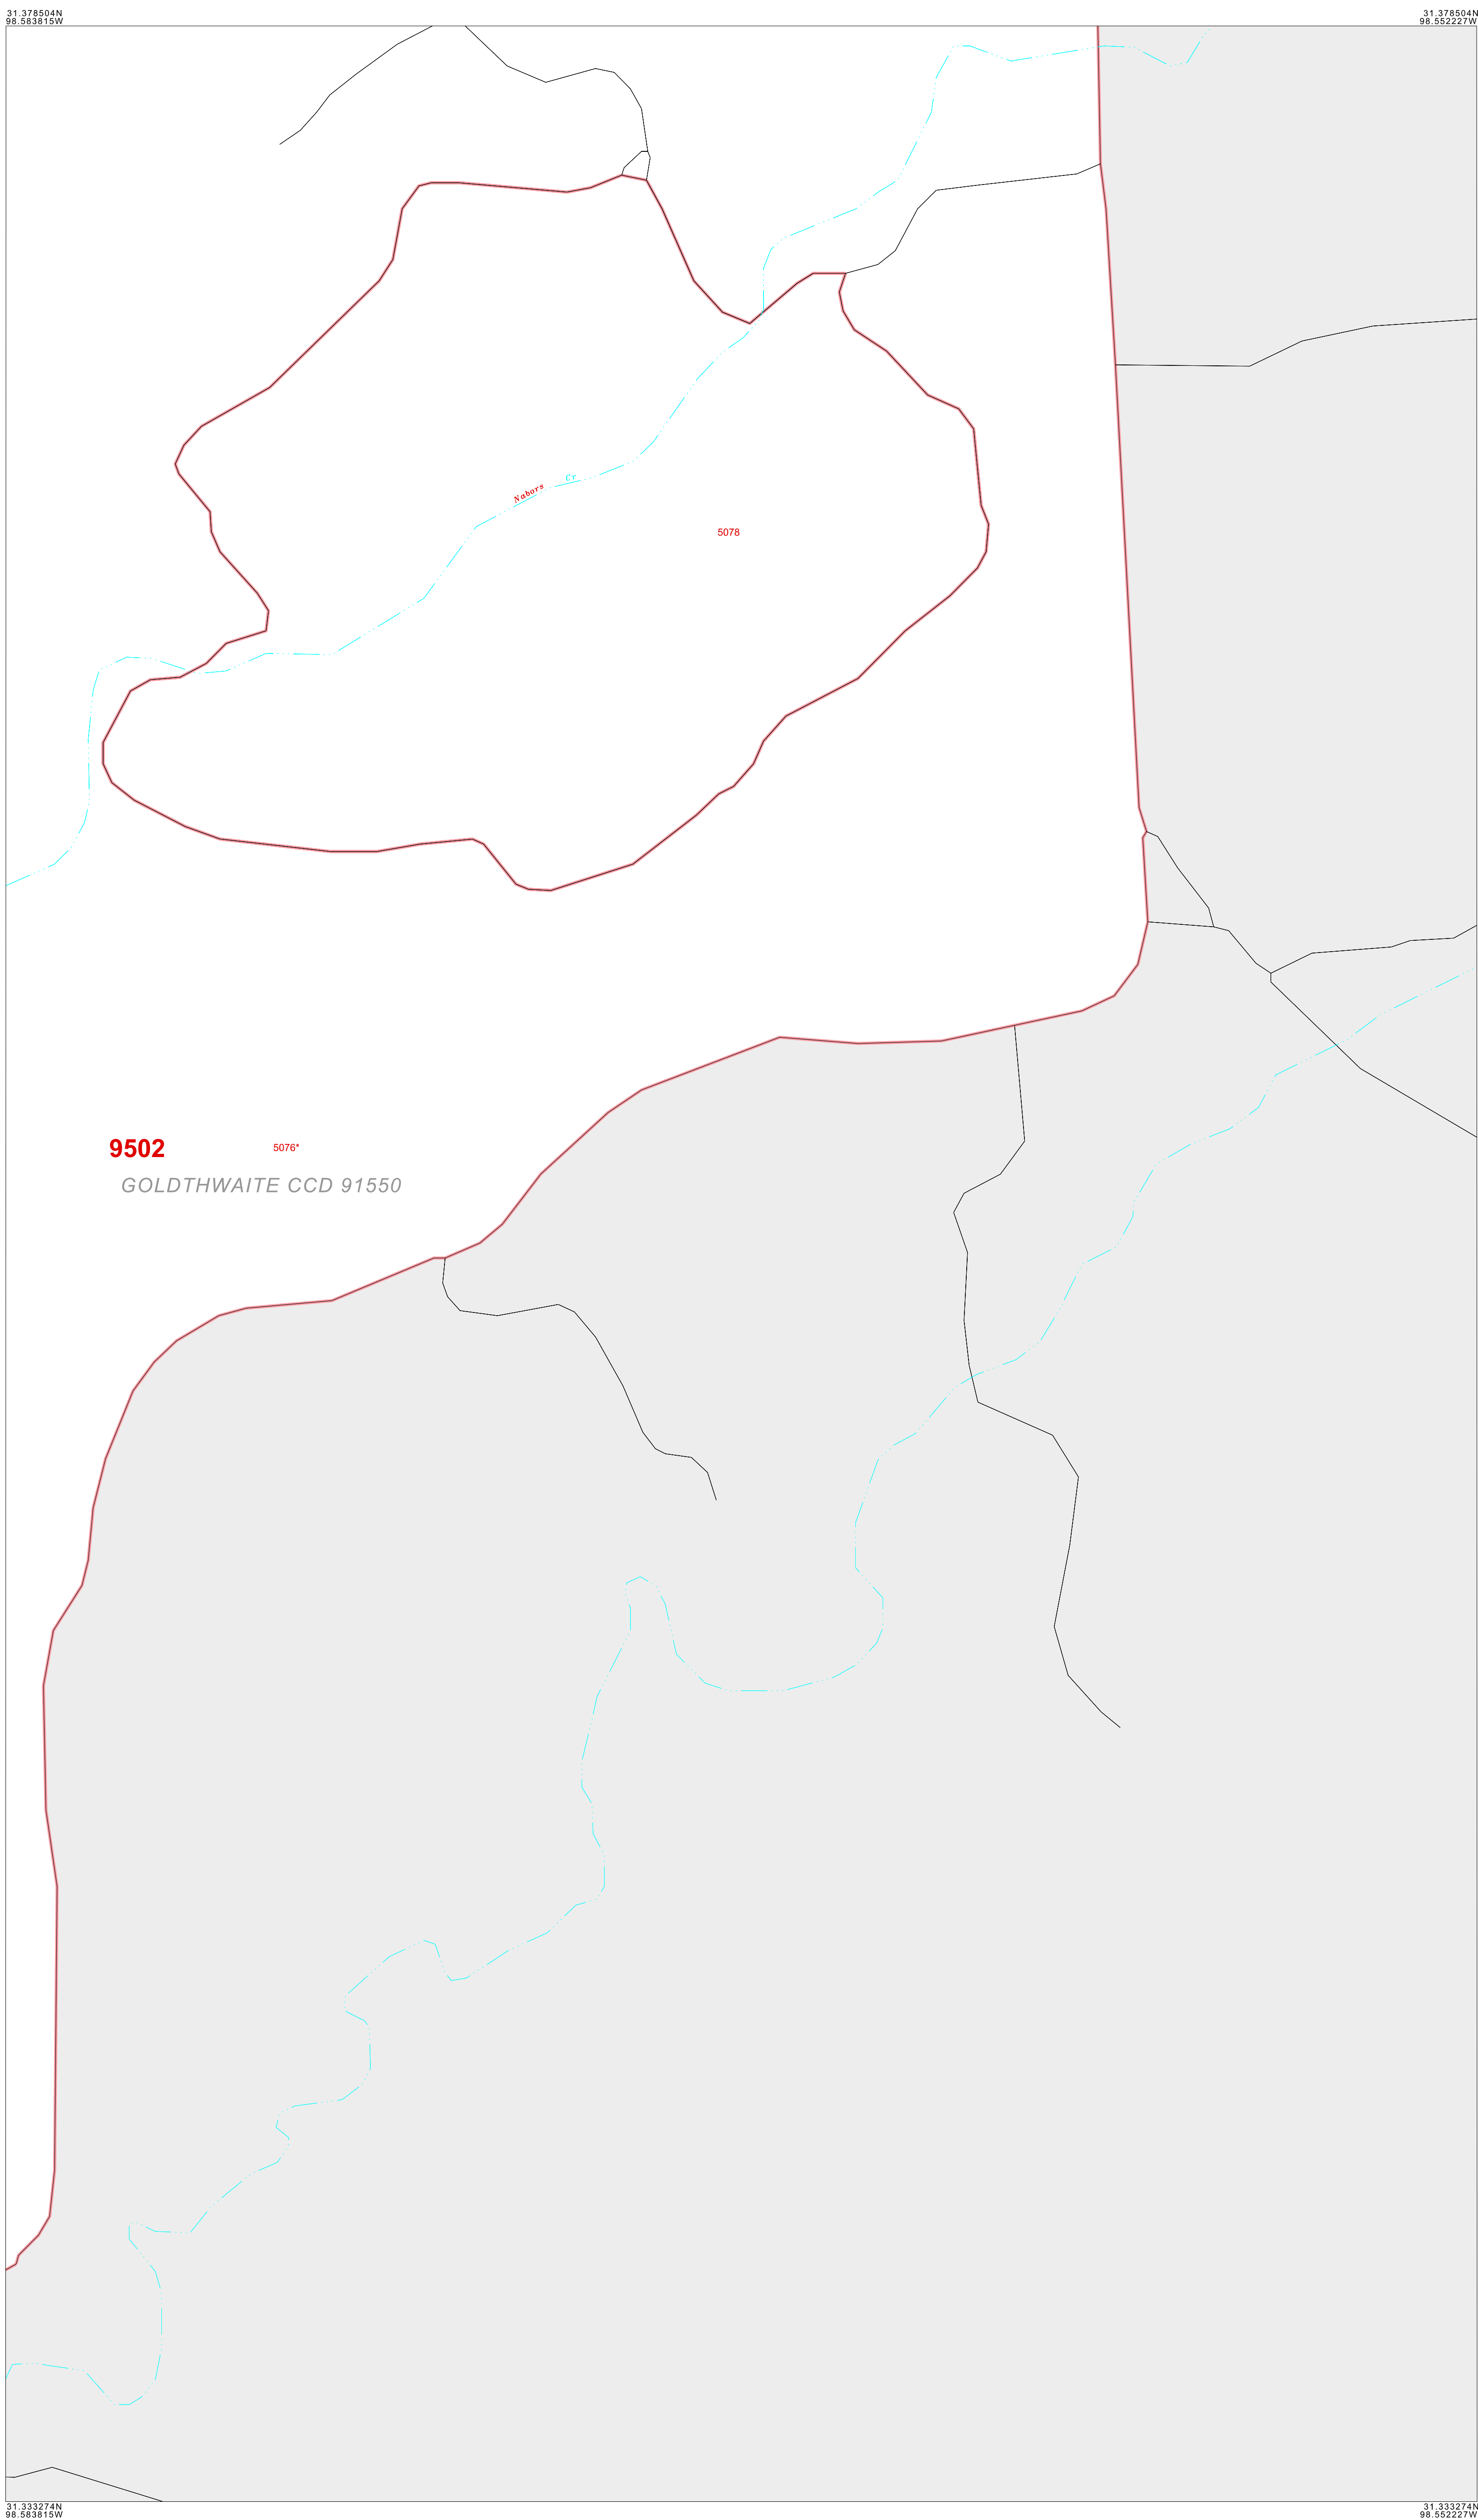 31.378504N
98.583815W
31.378504N
98.552227W
Nabors Cr
5078
9502
5076*
GOLDTHWAITE CCD 91550
31.333274N
98.583815W
31.333274N
98.552227W